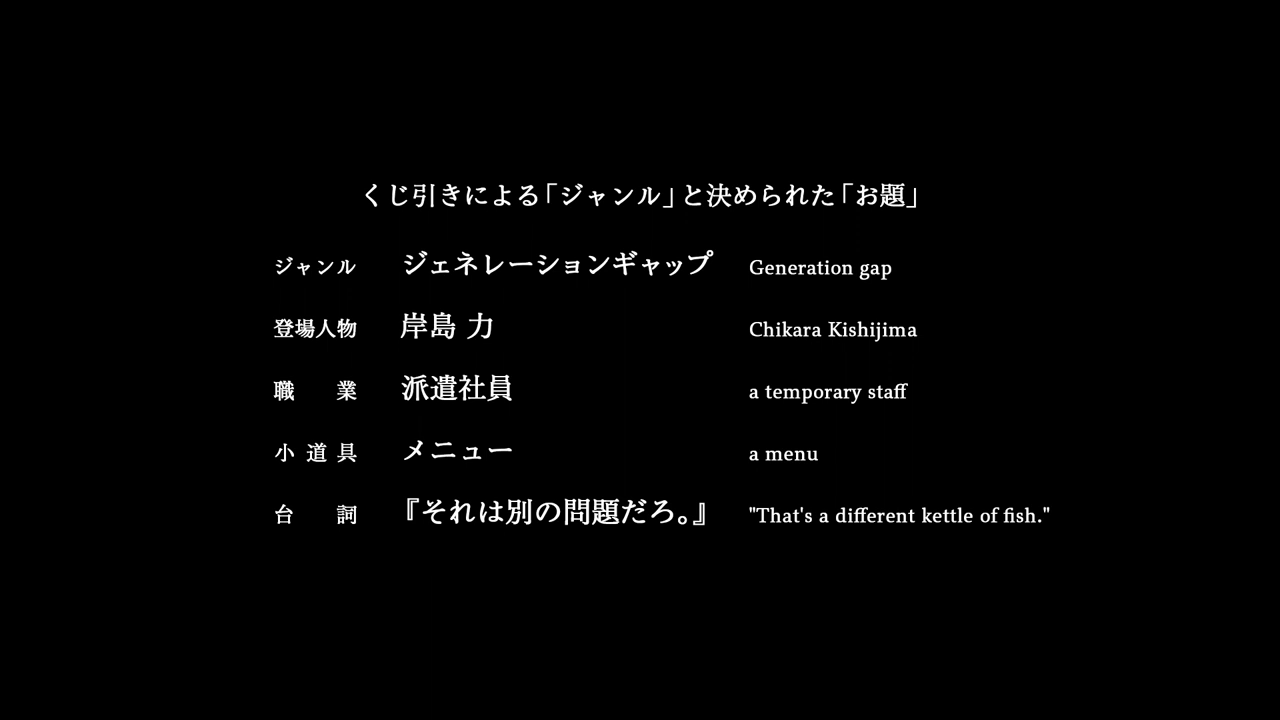 くじ引きによる「ジャンル」と決められた「お題」
ジャンル ジェネレーションギャップ Generation gap
登場人物 岸島 力 Chikara Kishijima
職業 派遣社員 a temporary staff
小道具 メニュー a menu
台詞 『それは別の問題だろ。』 "That's a different kettle of fish."